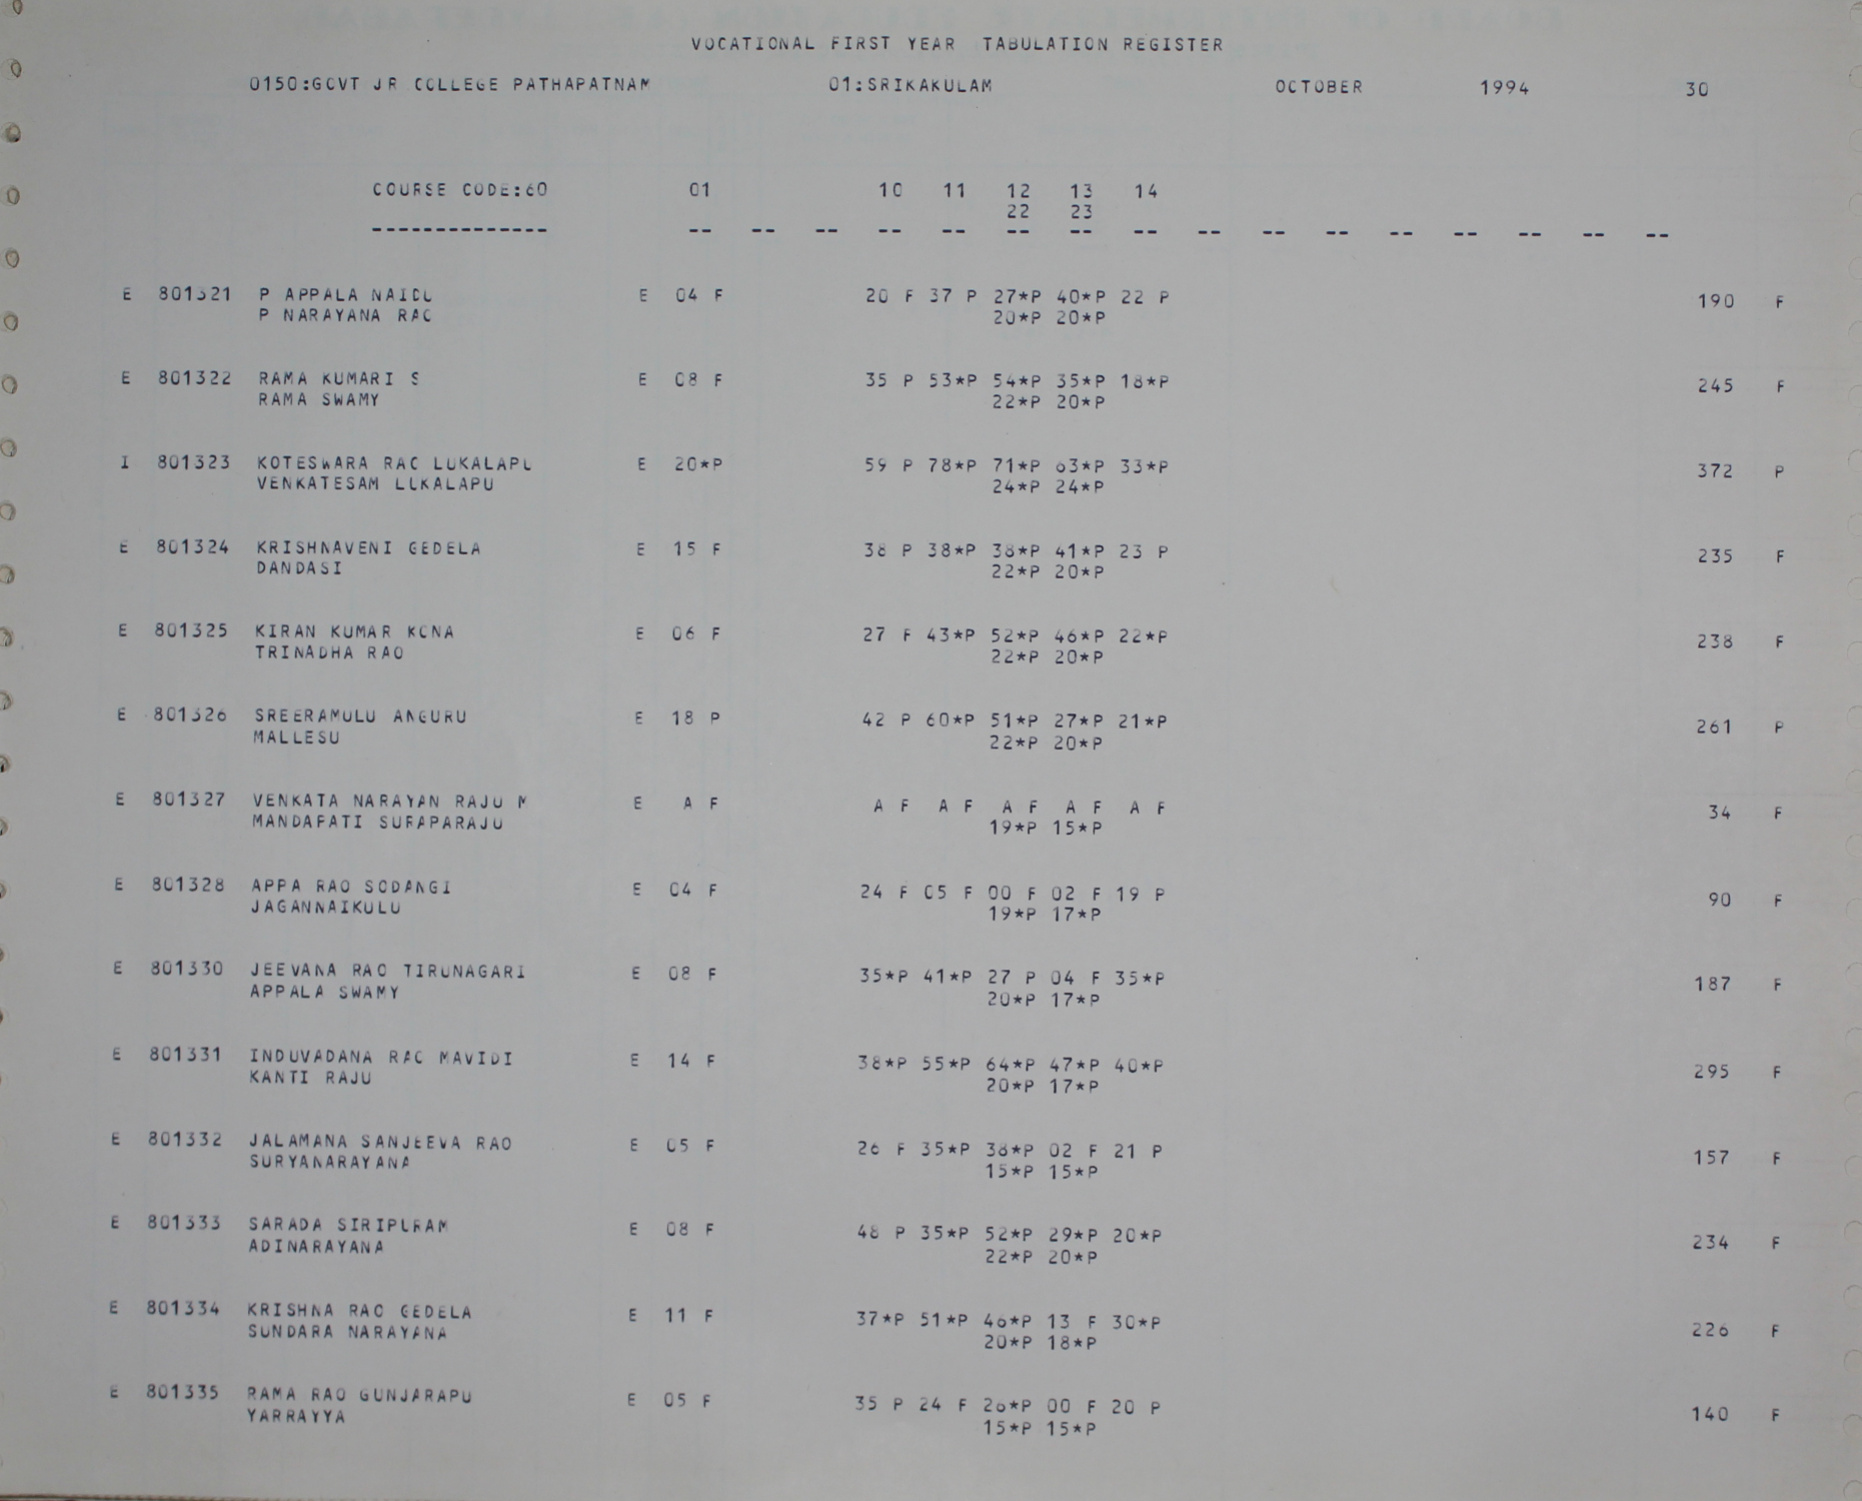 VOCATIONAL FIRST YEAR TABULATION REGISTER
0150:GOVT JR COLLEGE PATHAPATNAM 01:SRIKAKULAM OCTOBER 1994 30
COURSE CODE:60 01 10 11 12 13 14
22 23
-------------- -- -- -- -- -- -- -- -- -- -- -- -- -- -- -- --
E 801321 P APPALA NAIDU E 04 F 20 F 37 P 27*P 40*P 22 P 190 F
P NARAYANA RAO 20*P 20*P
E 801322 RAMA KUMARI S E 08 F 35 P 53*P 54*P 35*P 18*P 245 F
RAMA SWAMY 22*P 20*P
I 801323 KOTESWARA RAO LUKALAPU E 20*P 59 P 78*P 71*P 63*P 33*P 372 P
VENKATESAM LUKALAPU 24*P 24*P
E 801324 KRISHNAVENI GEDELA E 15 F 38 P 38*P 38*P 41*P 23 P 235 F
DANDASI 22*P 20*P
E 801325 KIRAN KUMAR KONA E 06 F 27 F 43*P 52*P 46*P 22*P 238 F
TRINADHA RAO 22*P 20*P
E 801326 SREERAMULU ANGURU E 18 P 42 P 60*P 51*P 27*P 21*P 261 P
MALLESU 22*P 20*P
E 801327 VENKATA NARAYAN RAJU M E A F A F A F A F A F A F 34 F
MANDAPATI SURAPARAJU 19*P 15*P
E 801328 APPA RAO SODANGI E 04 F 24 F 05 F 00 F 02 F 19 P 90 F
JAGANNAIKULU 19*P 17*P
E 801330 JEEVANA RAO TIRUNAGARI E 08 F 35*P 41*P 27 P 04 F 35*P 187 F
APPALA SWAMY 20*P 17*P
E 801331 INDUVADANA RAO MAVIDI E 14 F 38*P 55*P 64*P 47*P 40*P 295 F
KANTI RAJU 20*P 17*P
E 801332 JALAMANA SANJEEVA RAO E 05 F 26 F 35*P 38*P 02 F 21 P 157 F
SURYANARAYANA 15*P 15*P
E 801333 SARADA SIRIPURAM E 08 F 48 P 35*P 52*P 29*P 20*P 234 F
ADINARAYANA 22*P 20*P
E 801334 KRISHNA RAO GEDELA E 11 F 37*P 51*P 46*P 13 F 30*P 226 F
SUNDARA NARAYANA 20*P 18*P
E 801335 RAMA RAO GUNJARAPU E 05 F 35 P 24 F 26*P 00 F 20 P 140 F
YARRAYYA 15*P 15*P